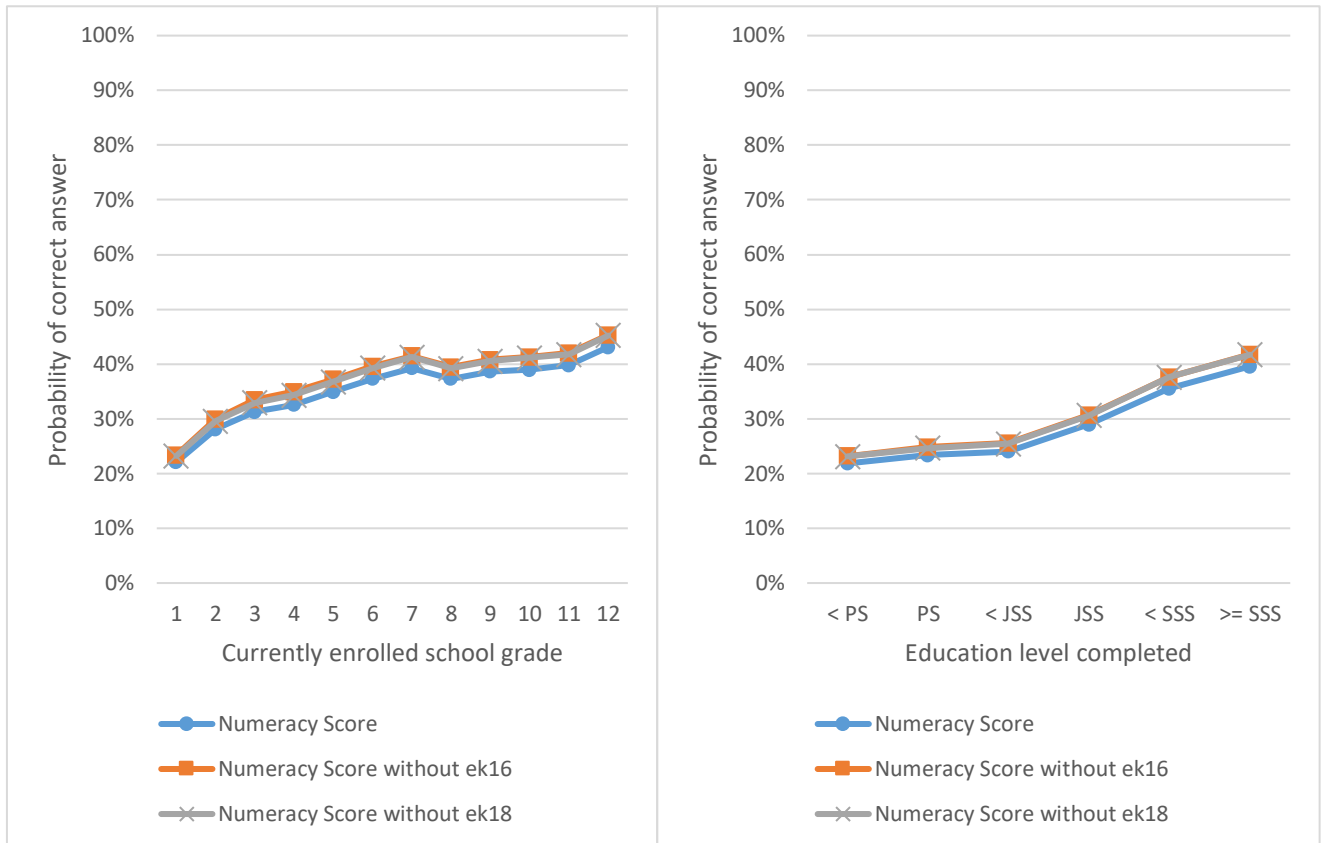 100%
90%
80%
70%
60%
50%
40%
30%
20%
10%
0%
Probability of correct answer
1 2 3 4 5 6 7 8 9 10 11 12
Currently enrolled school grade
Numeracy Score
Numeracy Score without ek16
Numeracy Score without ek18
100%
90%
80%
70%
60%
50%
40%
30%
20%
10%
0%
Probability of correct answer
< PS PS < JSS JSS < SSS >= SSS
Education level completed
Numeracy Score
Numeracy Score without ek16
Numeracy Score without ek18